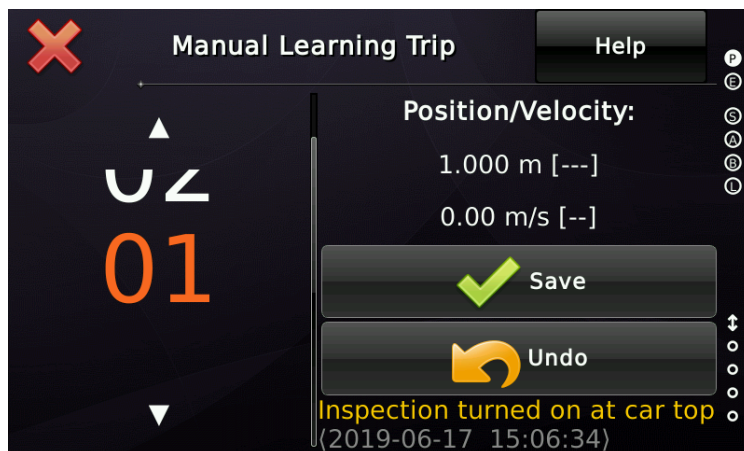 Manual Learning Trip
Help
Position/Velocity:
1.000 m [---]
0.00 m/s [--]
02
01
Save
Undo
Inspection turned on at car top
⟨2019-06-17 15:06:34⟩
P
E
S
A
B
L